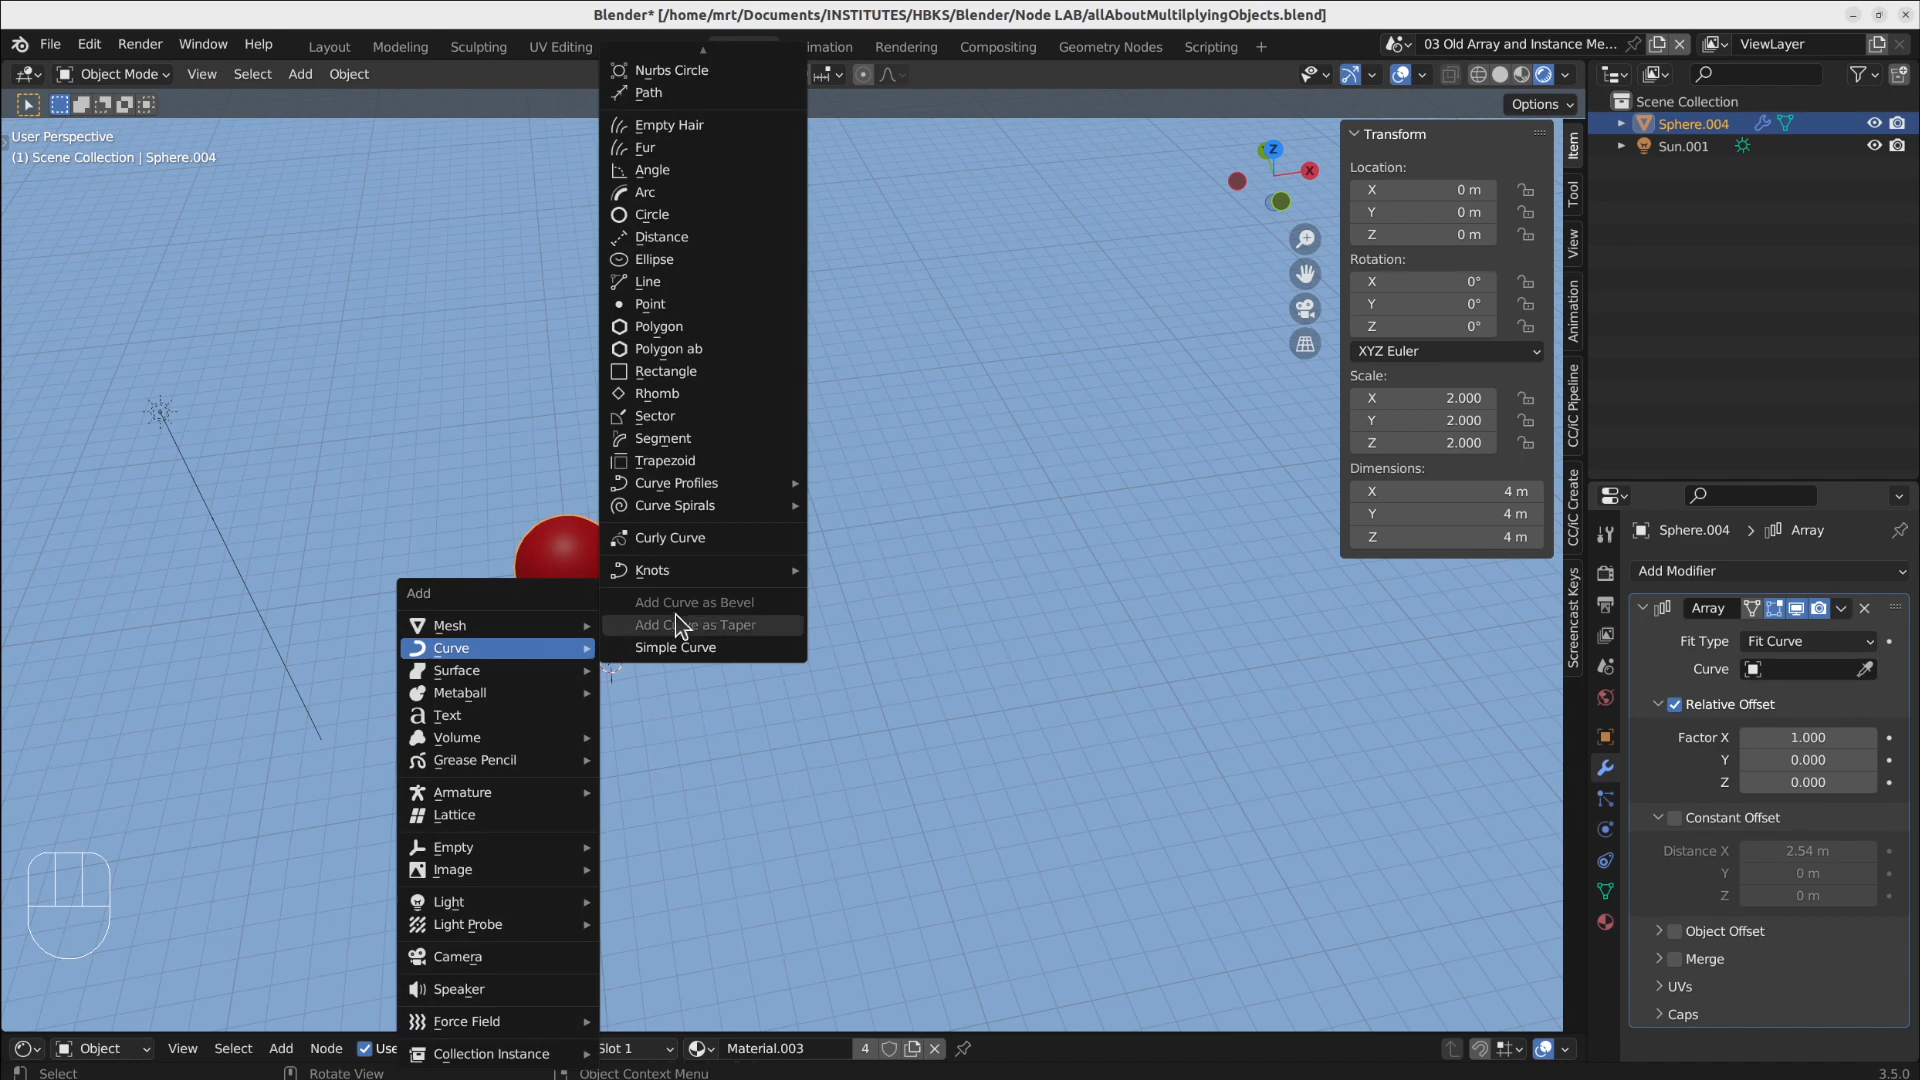 Blender* [/home/mrt/Documents/INSTITUTES/HBKS/Blender/Node LAB/allAboutMultilplyingObjects.blend]
File Edit Render Window Help Layout Modeling Sculpting UV Editing imation Rendering Compositing Geometry Nodes Scripting + 03 Old Array and Instance Me... ViewLayer
Object Mode View Select Add Object
Options
User Perspective
(1) Scene Collection | Sphere.004
Nurbs Circle
Path
Empty Hair
Fur
Angle
Arc
Circle
Distance
Ellipse
Line
Point
Polygon
Polygon ab
Rectangle
Rhomb
Sector
Segment
Trapezoid
Curve Profiles
Curve Spirals
Curly Curve
Knots
Add Curve as Bevel
Add Cu e as Taper
Simple Curve
Add
Mesh
Curve
Surface
Metaball
Text
Volume
Grease Pencil
Armature
Lattice
Empty
Image
Light
Light Probe
Camera
Speaker
Force Field
Collection Instance
Z
X
Transform
Location:
X 0 m
Y 0 m
Z 0 m
Rotation:
X 0°
Y 0°
Z 0°
XYZ Euler
Scale:
X 2.000
Y 2.000
Z 2.000
Dimensions:
X 4 m
Y 4 m
Z 4 m
Item
Tool
View
Animation
CC/iC Pipeline
CC/iC Create
Screencast Keys
Scene Collection
Sphere.004
Sun.001
Sphere.004 > Array
Add Modifier
Array
Fit Type Fit Curve
Curve
Relative Offset
Factor X 1.000
Y 0.000
Z 0.000
Constant Offset
Distance X 2.54 m
Y 0 m
Z 0 m
Object Offset
Merge
UVs
Caps
Object View Select Add Node Use Slot 1 Material.003 4
Select Rotate View Object Context Menu 3.5.0